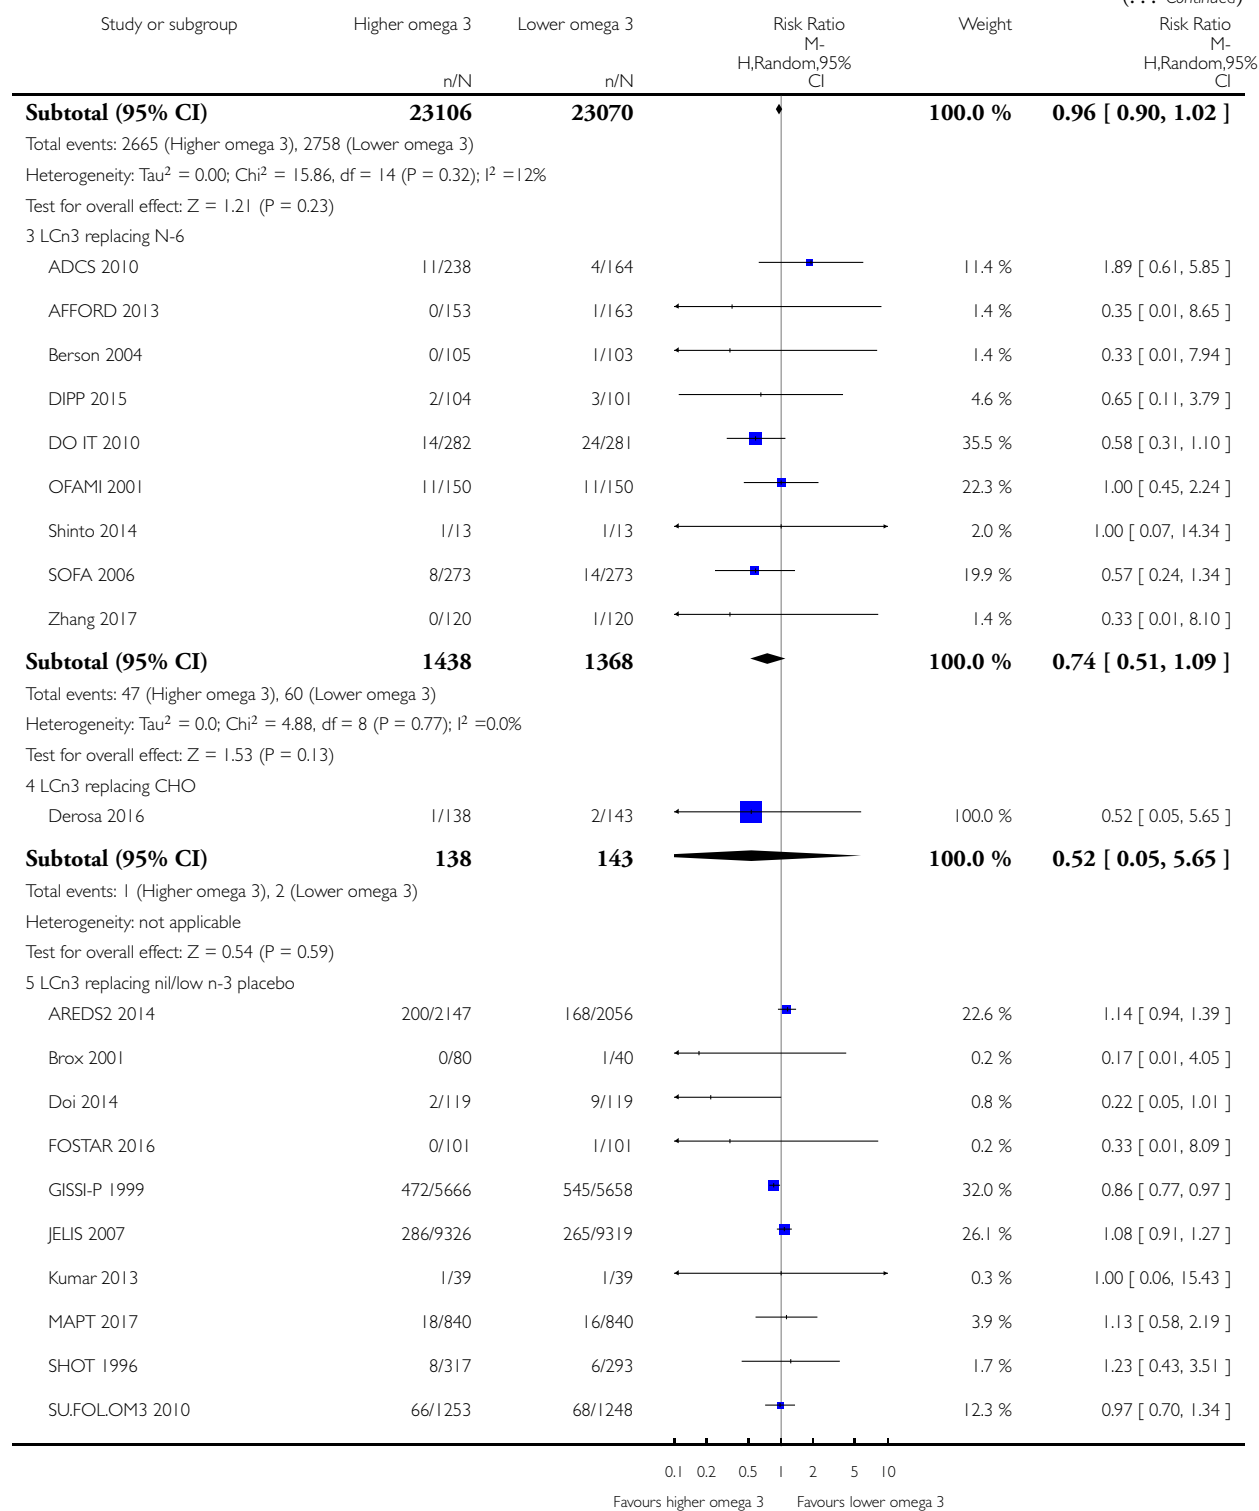 (. . . Continued)
Study or subgroup Higher omega 3 Lower omega 3 Risk Ratio Weight Risk Ratio
M- M-
H,Random,95% H,Random,95%
n/N n/N CI CI
Subtotal (95% CI) 23106 23070 100.0 % 0.96 [ 0.90, 1.02 ]
Total events: 2665 (Higher omega 3), 2758 (Lower omega 3)
Heterogeneity: Tau² = 0.00; Chi² = 15.86, df = 14 (P = 0.32); I² =12%
Test for overall effect: Z = 1.21 (P = 0.23)
3 LCn3 replacing N-6
ADCS 2010 11/238 4/164 11.4 % 1.89 [ 0.61, 5.85 ]
AFFORD 2013 0/153 1/163 1.4 % 0.35 [ 0.01, 8.65 ]
Berson 2004 0/105 1/103 1.4 % 0.33 [ 0.01, 7.94 ]
DIPP 2015 2/104 3/101 4.6 % 0.65 [ 0.11, 3.79 ]
DO IT 2010 14/282 24/281 35.5 % 0.58 [ 0.31, 1.10 ]
OFAMI 2001 11/150 11/150 22.3 % 1.00 [ 0.45, 2.24 ]
Shinto 2014 1/13 1/13 2.0 % 1.00 [ 0.07, 14.34 ]
SOFA 2006 8/273 14/273 19.9 % 0.57 [ 0.24, 1.34 ]
Zhang 2017 0/120 1/120 1.4 % 0.33 [ 0.01, 8.10 ]
Subtotal (95% CI) 1438 1368 100.0 % 0.74 [ 0.51, 1.09 ]
Total events: 47 (Higher omega 3), 60 (Lower omega 3)
Heterogeneity: Tau² = 0.0; Chi² = 4.88, df = 8 (P = 0.77); I² =0.0%
Test for overall effect: Z = 1.53 (P = 0.13)
4 LCn3 replacing CHO
Derosa 2016 1/138 2/143 100.0 % 0.52 [ 0.05, 5.65 ]
Subtotal (95% CI) 138 143 100.0 % 0.52 [ 0.05, 5.65 ]
Total events: 1 (Higher omega 3), 2 (Lower omega 3)
Heterogeneity: not applicable
Test for overall effect: Z = 0.54 (P = 0.59)
5 LCn3 replacing nil/low n-3 placebo
AREDS2 2014 200/2147 168/2056 22.6 % 1.14 [ 0.94, 1.39 ]
Brox 2001 0/80 1/40 0.2 % 0.17 [ 0.01, 4.05 ]
Doi 2014 2/119 9/119 0.8 % 0.22 [ 0.05, 1.01 ]
FOSTAR 2016 0/101 1/101 0.2 % 0.33 [ 0.01, 8.09 ]
GISSI-P 1999 472/5666 545/5658 32.0 % 0.86 [ 0.77, 0.97 ]
JELIS 2007 286/9326 265/9319 26.1 % 1.08 [ 0.91, 1.27 ]
Kumar 2013 1/39 1/39 0.3 % 1.00 [ 0.06, 15.43 ]
MAPT 2017 18/840 16/840 3.9 % 1.13 [ 0.58, 2.19 ]
SHOT 1996 8/317 6/293 1.7 % 1.23 [ 0.43, 3.51 ]
SU.FOL.OM3 2010 66/1253 68/1248 12.3 % 0.97 [ 0.70, 1.34 ]
0.1 0.2 0.5 1 2 5 10
Favours higher omega 3 Favours lower omega 3